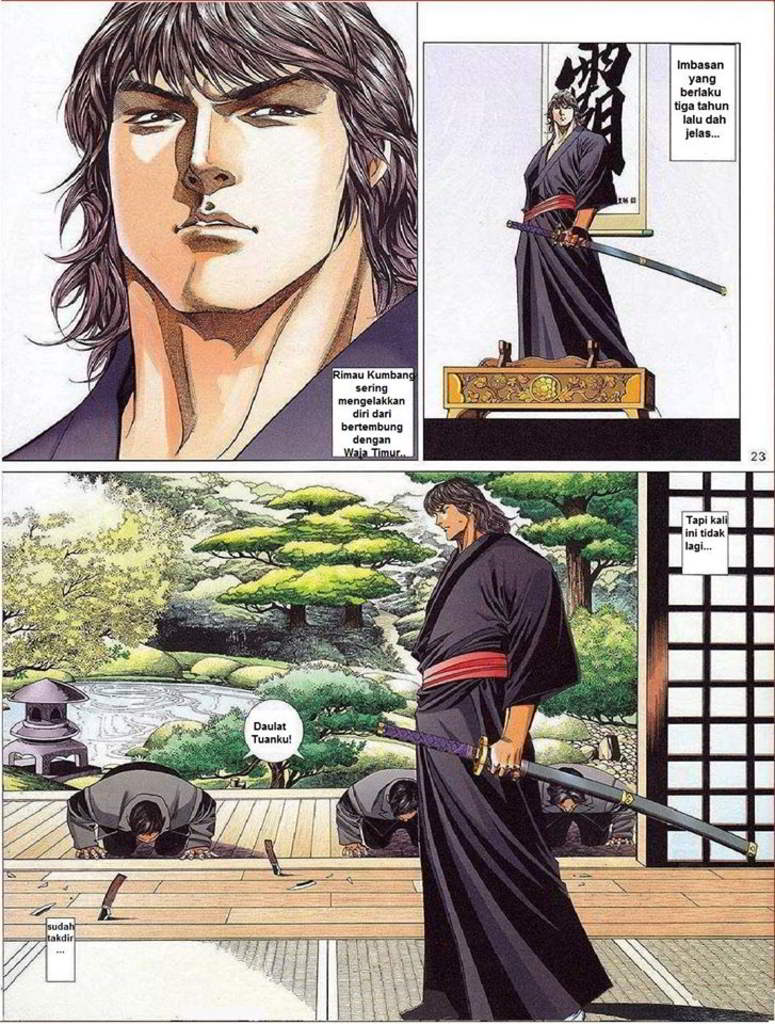 Rimau Kumbang
sering
mengelakkan
diri dari
bertembung
dengan
Waja Timur..
霸
Imbasan
yang
berlaku
tiga tahun
lalu dah
jelas...
23
Tapi kali
ini tidak
lagi...
Daulat
Tuanku!
sudah
takdir
...